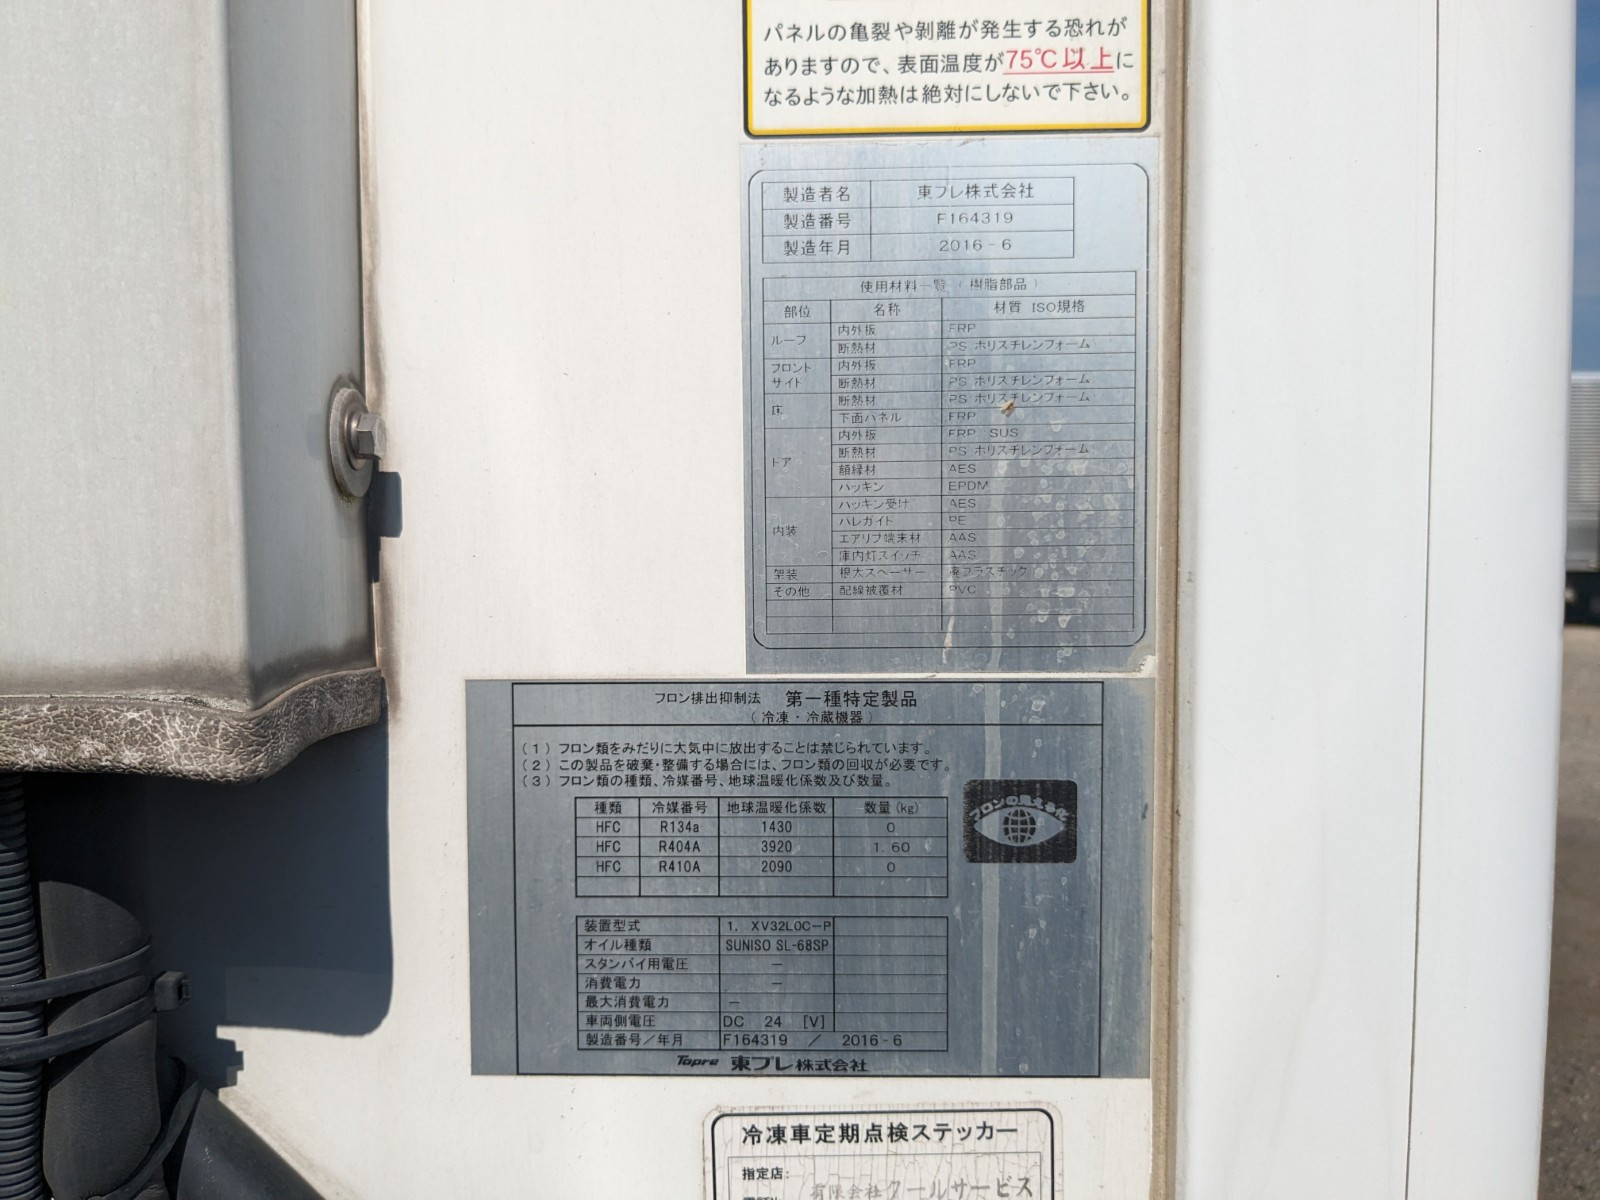 パネルの亀裂や剥離が発生する恐れが
ありますので、表面温度が75℃以上に
なるような加熱は絶対にしないで下さい。
製造者名 東プレ株式会社
製造番号 F164319
製造年月 2016-6
使用材料一覧 (樹脂部品)
部位 名称 材質 ISO規格
ルーフ 内外板 FRP
断熱材 PS ポリスチレンフォーム
フロント サイド 内外板 FRP
断熱材 PS ポリスチレンフォーム
床 断熱材 PS ポリスチレンフォーム
下面パネル FRP
ドア 内外板 FRP SUS
断熱材 PS ポリスチレンフォーム
額縁材 AES
パッキン EPDM
内装 パッキン受け AES
バレガイド PE
エアリブ端末材 AAS
庫内灯スイッチ AAS
架装 根太スペーサー 廃プラスチック
その他 配線被覆材 PVC
フロン排出抑制法 第一種特定製品
(冷凍・冷蔵機器)
(1) フロン類をみだりに大気中に放出することは禁じられています。
(2) この製品を破棄・整備する場合には、フロン類の回収が必要です。
(3) フロン類の種類、冷媒番号、地球温暖化係数及び数量。
種類 冷媒番号 地球温暖化係数 数量(kg)
HFC R134a 1430 0
HFC R404A 3920 1.60
HFC R410A 2090 0
フロンの見える化
装置型式 1. XV32LOC-P
オイル種類 SUNISO SL-68SP
スタンバイ用電圧 −
消費電力 −
最大消費電力 −
車両側電圧 DC 24 [V]
製造番号/年月 F164319 / 2016-6
Topre 東プレ株式会社
冷凍車定期点検ステッカー
指定店:
有限会社クールサービス